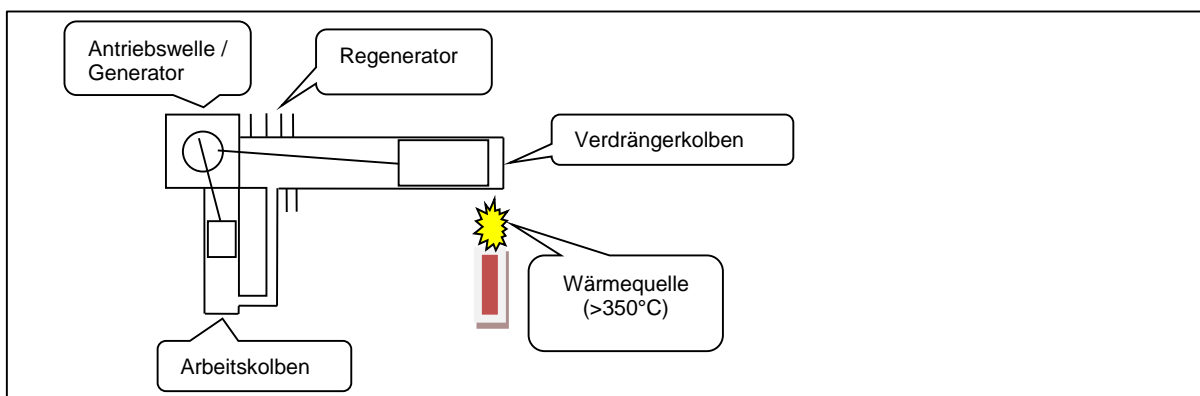 Antriebswelle /
Generator
Regenerator
Verdrängerkolben
Wärmequelle
(>350°C)
Arbeitskolben